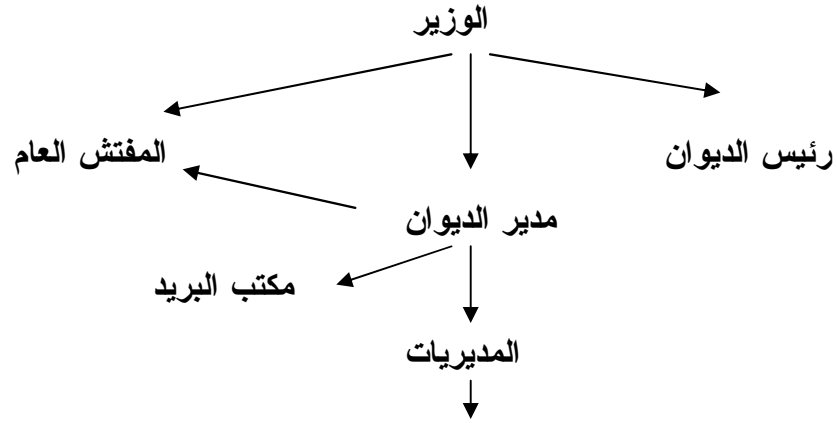 الوزير
رئيس الديوان
المفتش العام
مدير الديوان
مكتب البريد
المديريات